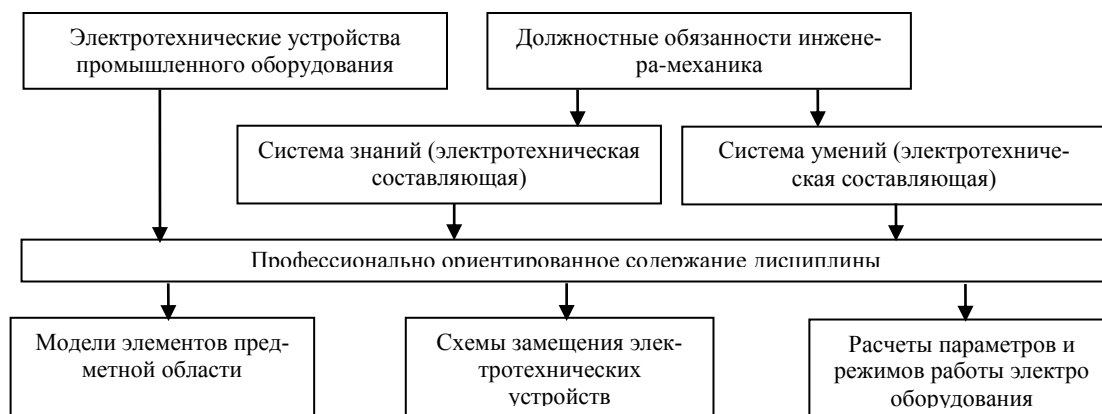 Электротехнические устройства
промышленного оборудования
Должностные обязанности инжене-
ра-механика
Система знаний (электротехническая
составляющая)
Система умений (электротехниче-
ская составляющая)
Профессионально ориентированное содержание дисциплины
Модели элементов пред-
метной области
Схемы замещения элек-
тротехнических
устройств
Расчеты параметров и
режимов работы электро
оборудования